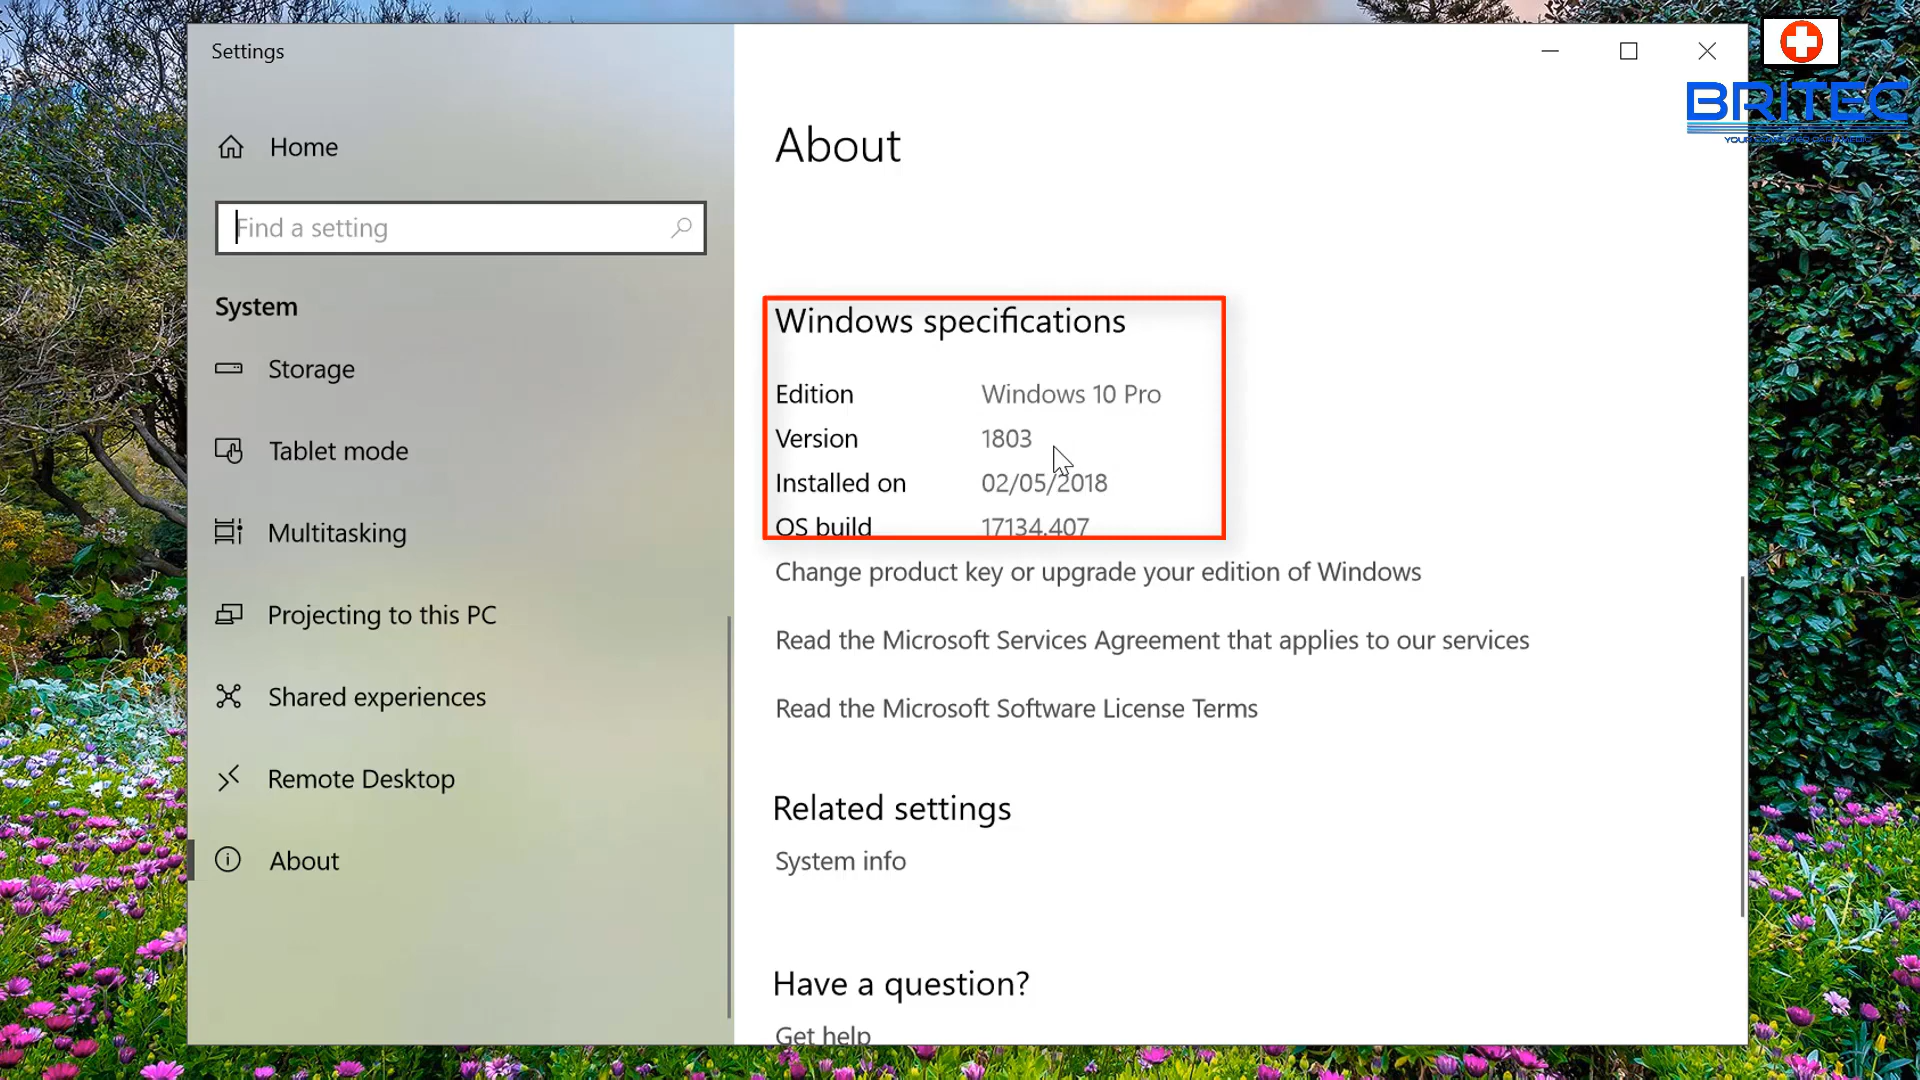 Settings
BRITEC
Home
About
Find a setting
System
Windows specifications
Storage
Edition Windows 10 Pro
Version 1803
Tablet mode
Installed on 02/05/2018
OS build 17134.407
Multitasking
Change product key or upgrade your edition of Windows
Projecting to this PC
Read the Microsoft Services Agreement that applies to our services
Shared experiences
Read the Microsoft Software License Terms
Remote Desktop
Related settings
About
System info
Have a question?
Get help